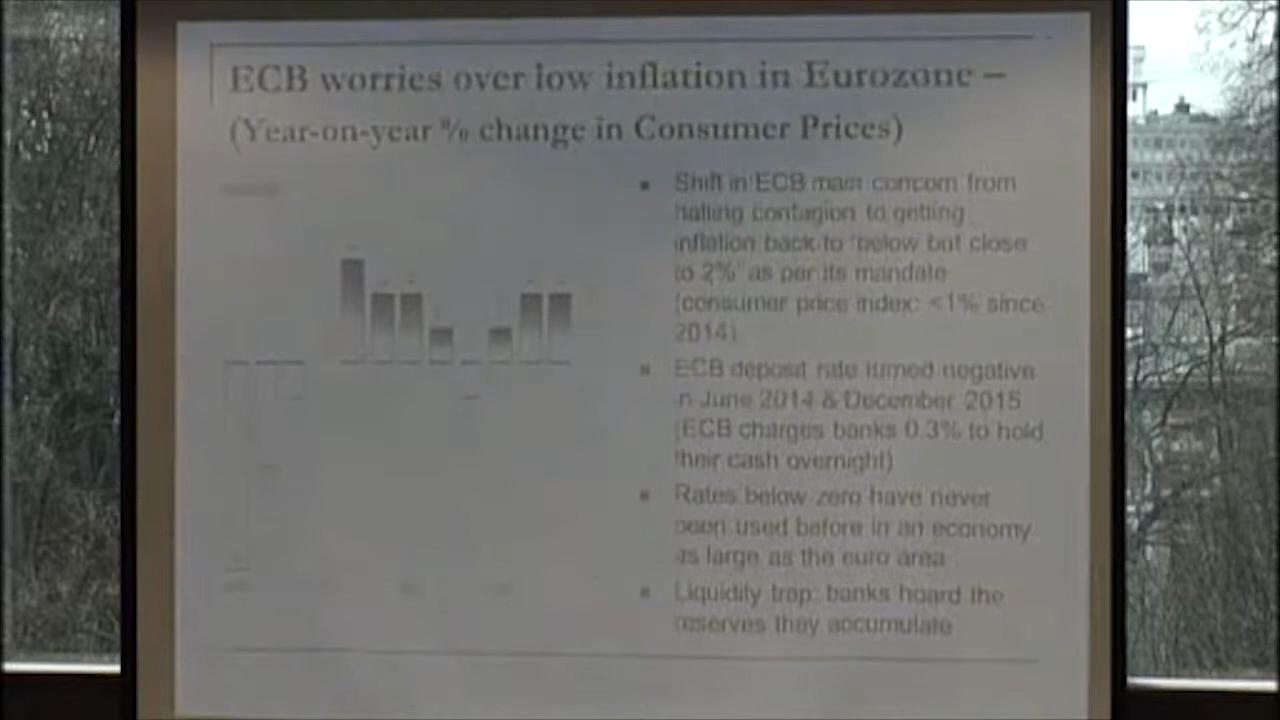 ECB worries over low inflation in Eurozone –
(Year-on-year % change in Consumer Prices)
Shift in ECB main concern from
halting contagion to getting
inflation back to 'below but close
to 2%' as per its mandate
(consumer price index: <1% since
2014)
ECB deposit rate turned negative
in June 2014 & December 2015
(ECB charges banks 0.3% to hold
their cash overnight)
Rates below zero have never
been used before in an economy
as large as the euro area
Liquidity trap: banks hoard the
reserves they accumulate